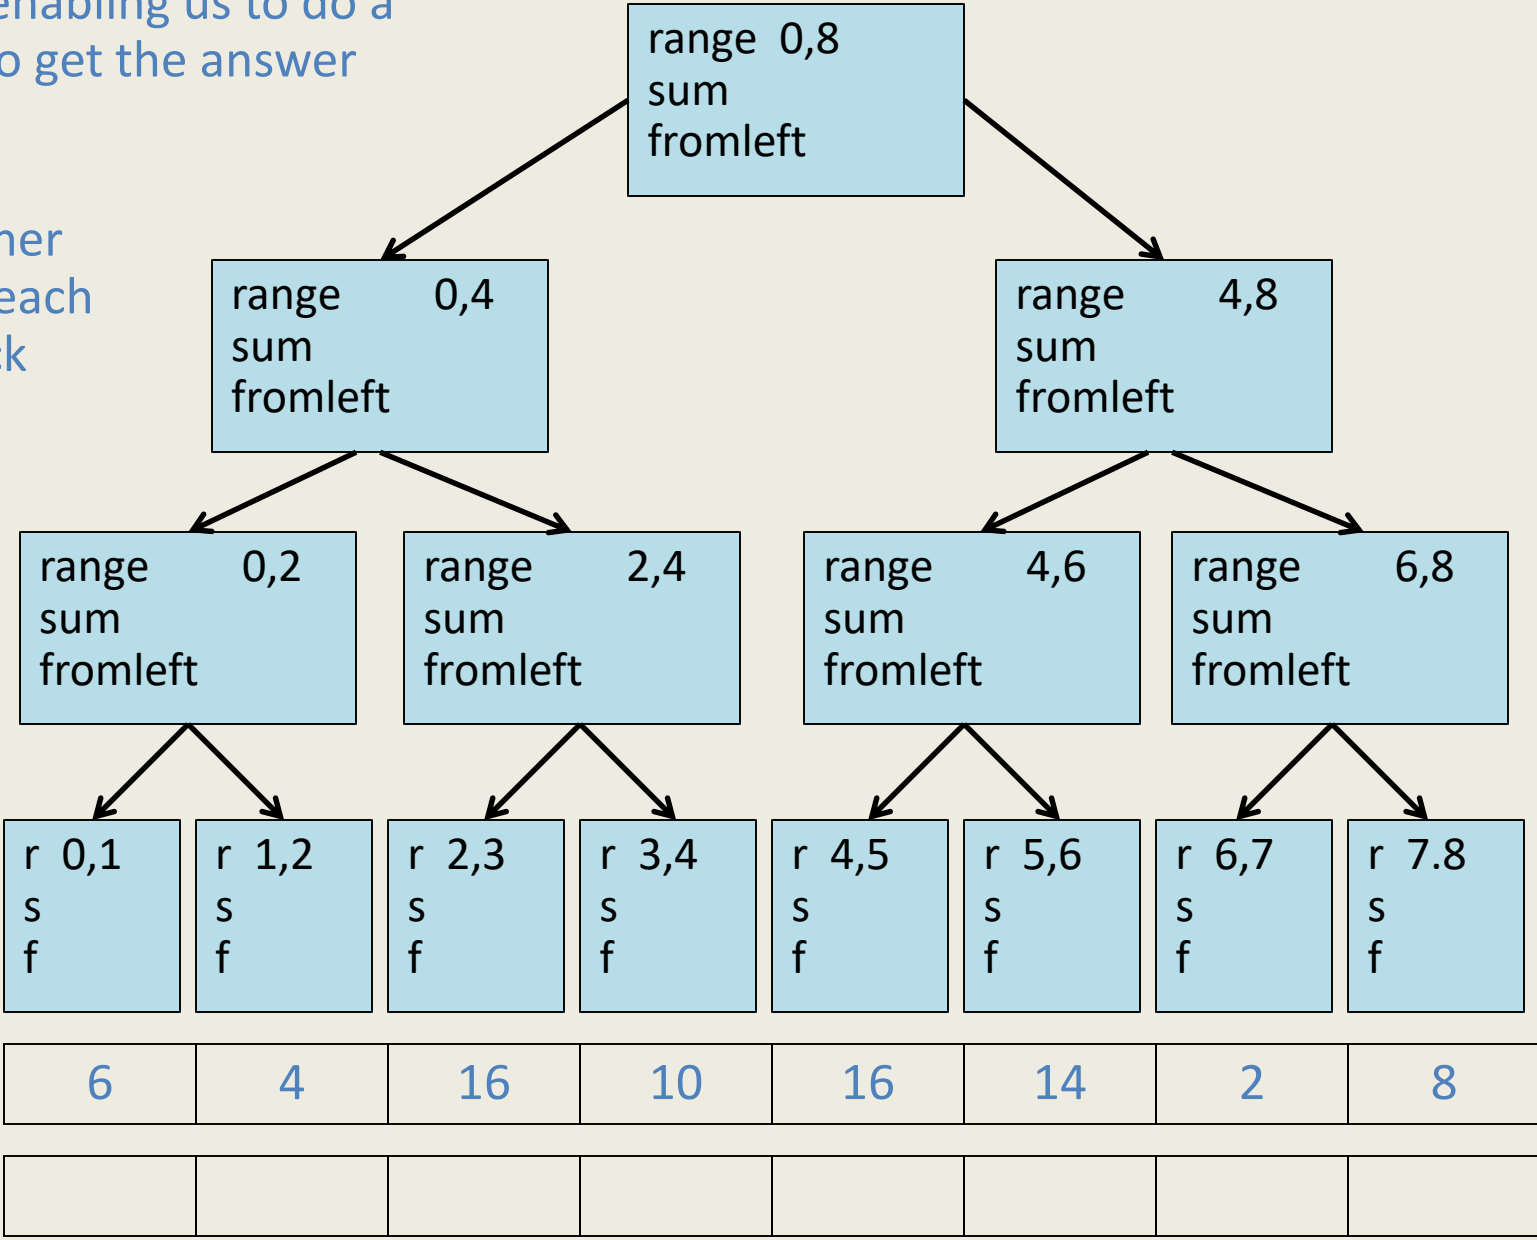 enabling us to do a
o get the answer
ner
each
ck
range 0,8
sum
fromleft
range 0,4
sum
fromleft
range 4,8
sum
fromleft
range 0,2
sum
fromleft
range 2,4
sum
fromleft
range 4,6
sum
fromleft
range 6,8
sum
fromleft
r 0,1
s
f
r 1,2
s
f
r 2,3
s
f
r 3,4
s
f
r 4,5
s
f
r 5,6
s
f
r 6,7
s
f
r 7.8
s
f
6 4 16 10 16 14 2 8